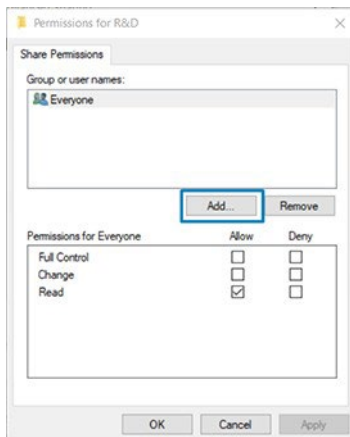 Permissions for R&D
Share Permissions
Group or user names:
Everyone
Add...
Remove
Permissions for Everyone
Allow
Deny
Full Control
Change
Read
OK
Cancel
Apply